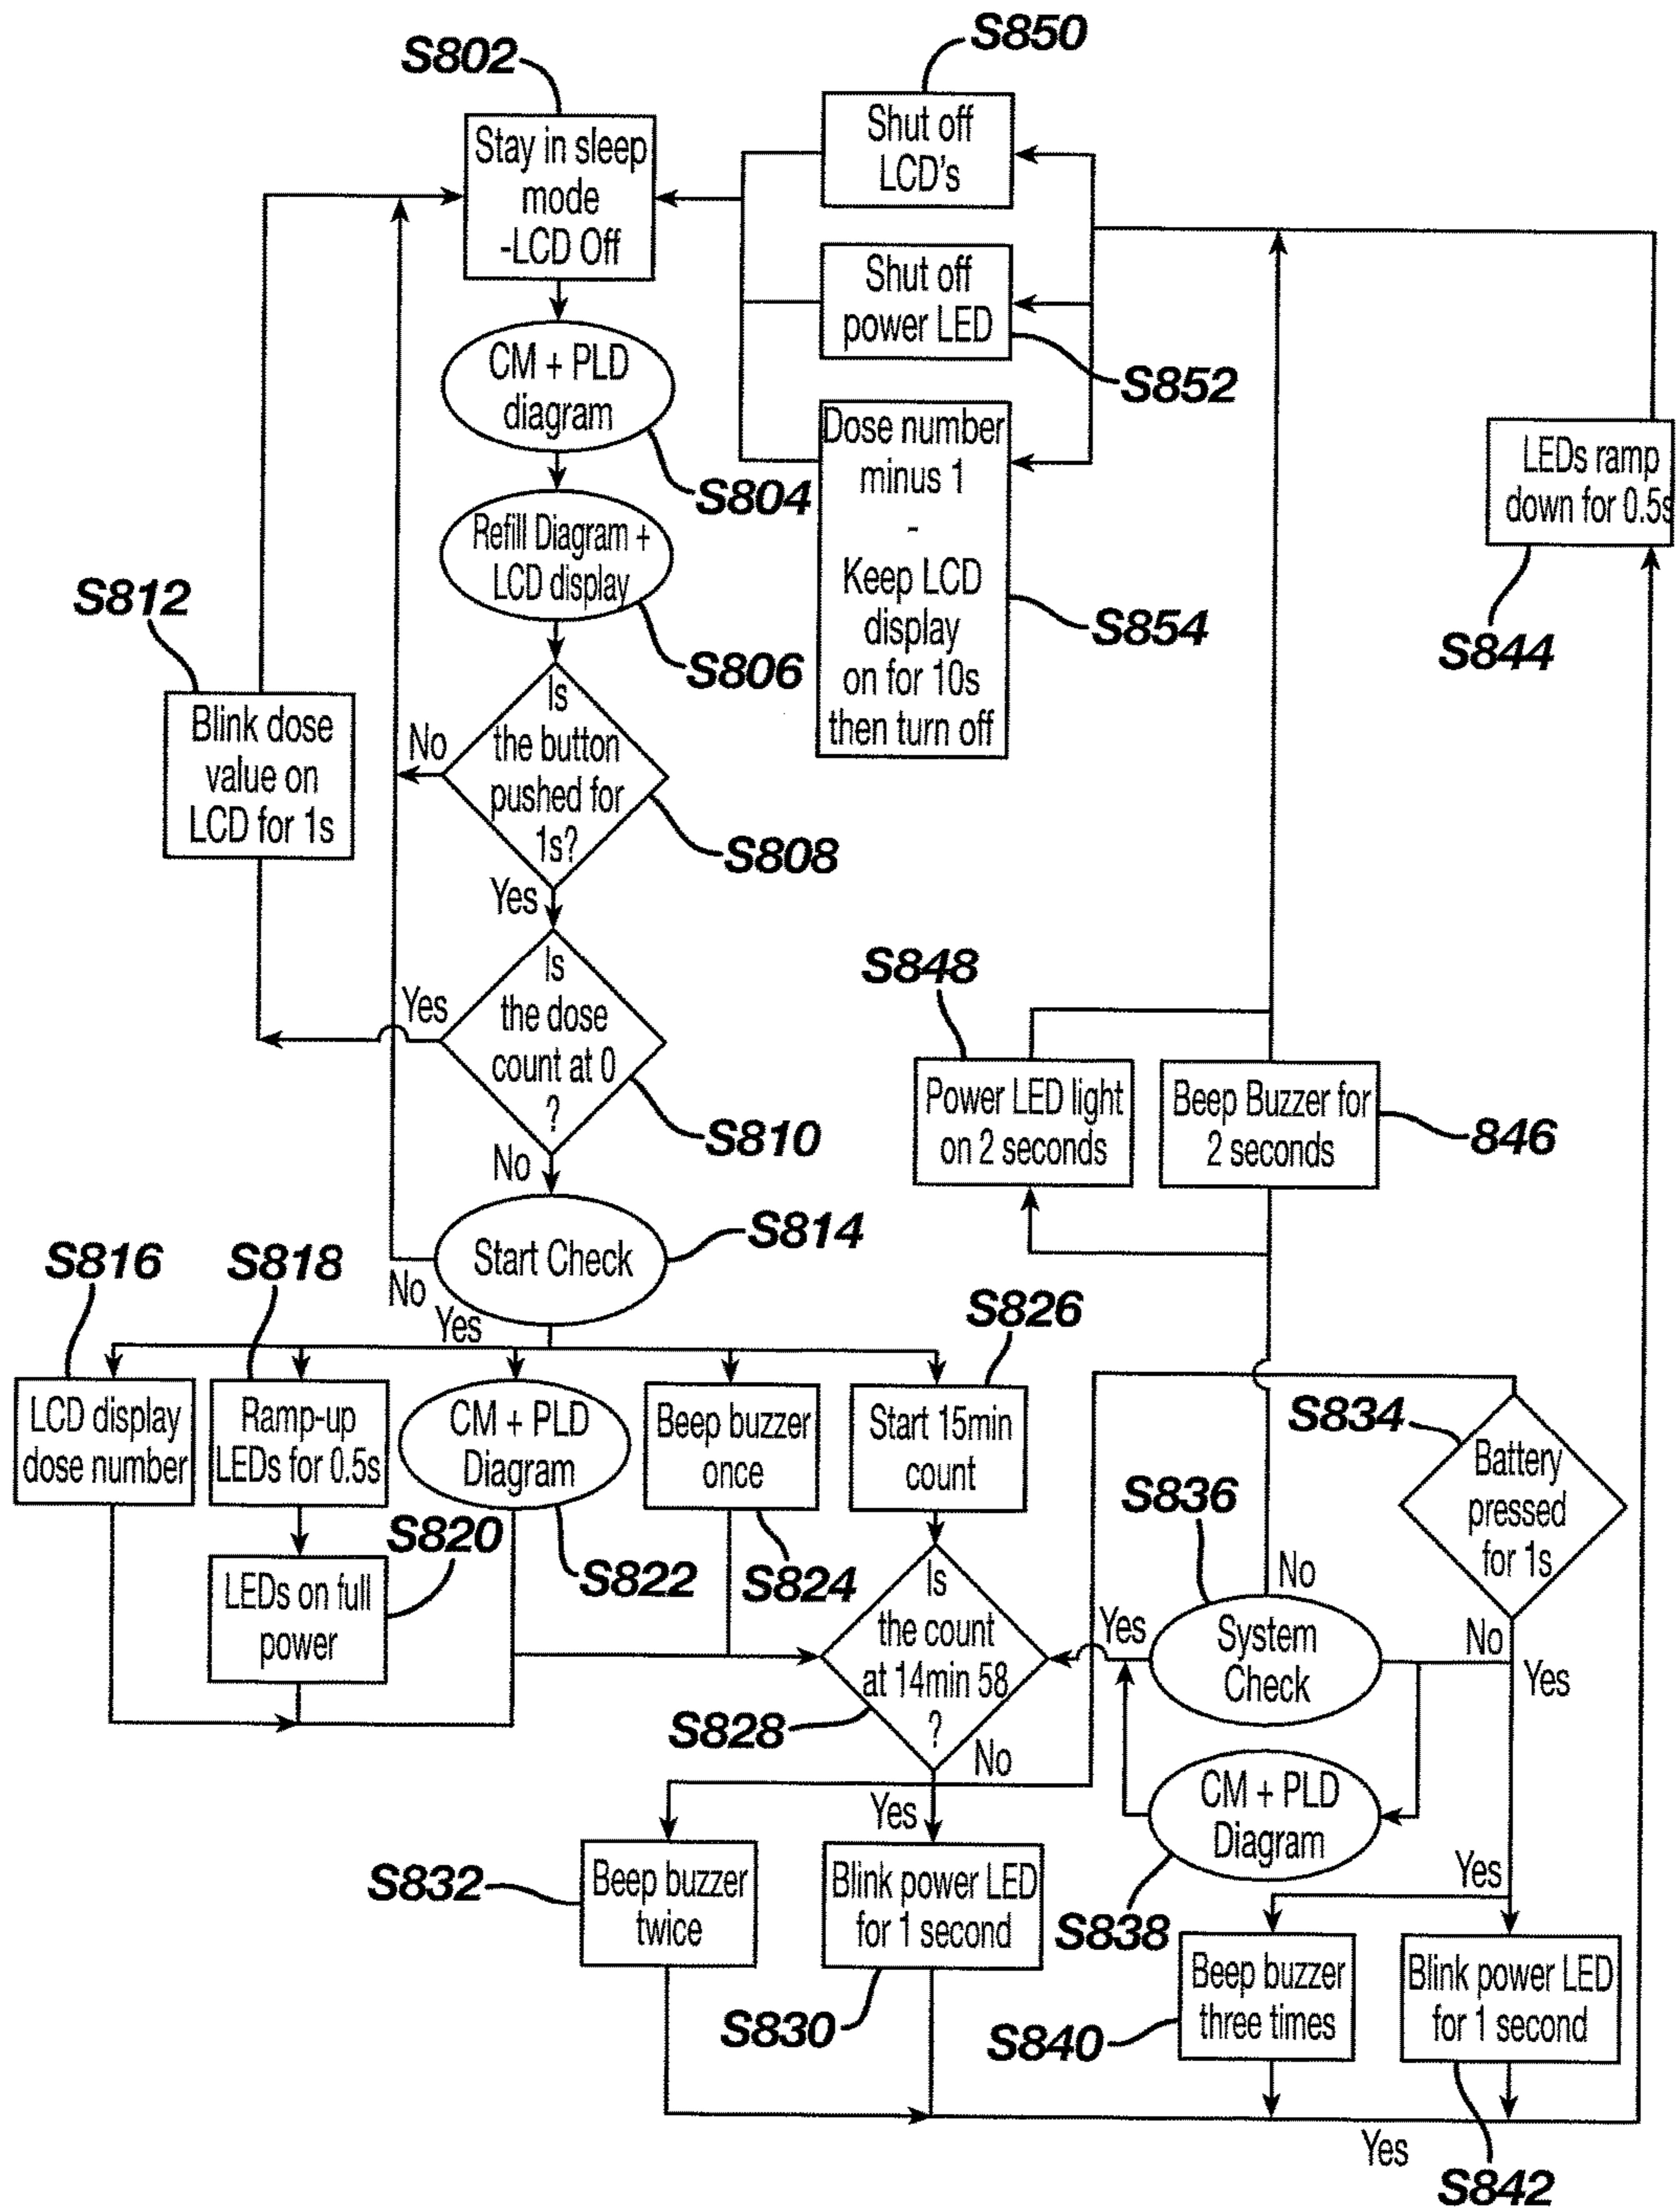 S802
S850
Stay in sleep
mode
-LCD Off
Shut off
LCD's
Shut off
power LED
S852
CM + PLD
diagram
S804
Dose number
minus 1
-
Keep LCD
display
on for 10s
then turn off
S854
LEDs ramp
down for 0.5s
S844
Refill Diagram +
LCD display
S806
S812
Blink dose
value on
LCD for 1s
Is
the button
pushed for
1s?
No
S808
Yes
Is
the dose
count at 0
?
Yes
S810
No
S848
Power LED light
on 2 seconds
Beep Buzzer for
2 seconds
846
Start Check
S814
No
Yes
S816
S818
S826
LCD display
dose number
Ramp-up
LEDs for 0.5s
CM + PLD
Diagram
Beep buzzer
once
Start 15min
count
S820
LEDs on full
power
S822
S824
S834
Battery
pressed
for 1s
S836
No
System
Check
Yes
No
Yes
Is
the count
at 14min 58
?
S828
No
Yes
CM + PLD
Diagram
S838
Yes
S832
Beep buzzer
twice
Blink power LED
for 1 second
S830
S840
Beep buzzer
three times
Blink power LED
for 1 second
Yes
S842